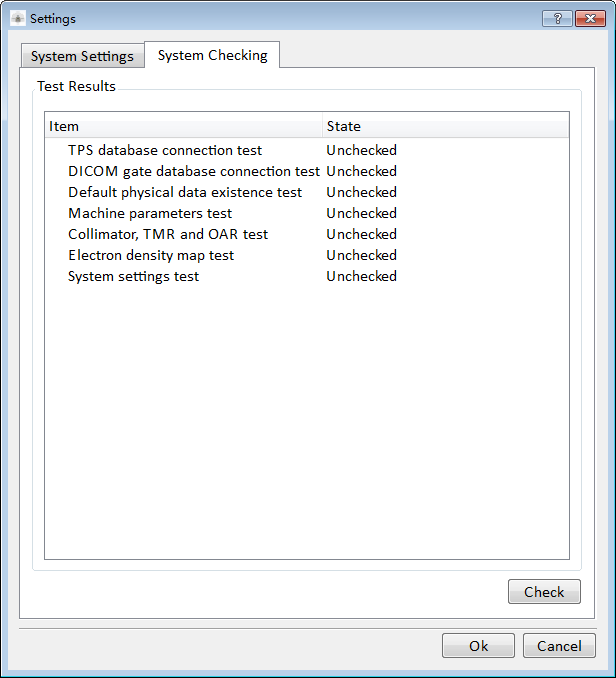 Settings
?
System Settings System Checking
Test Results
Item State
TPS database connection test Unchecked
DICOM gate database connection test Unchecked
Default physical data existence test Unchecked
Machine parameters test Unchecked
Collimator, TMR and OAR test Unchecked
Electron density map test Unchecked
System settings test Unchecked
Check
Ok Cancel